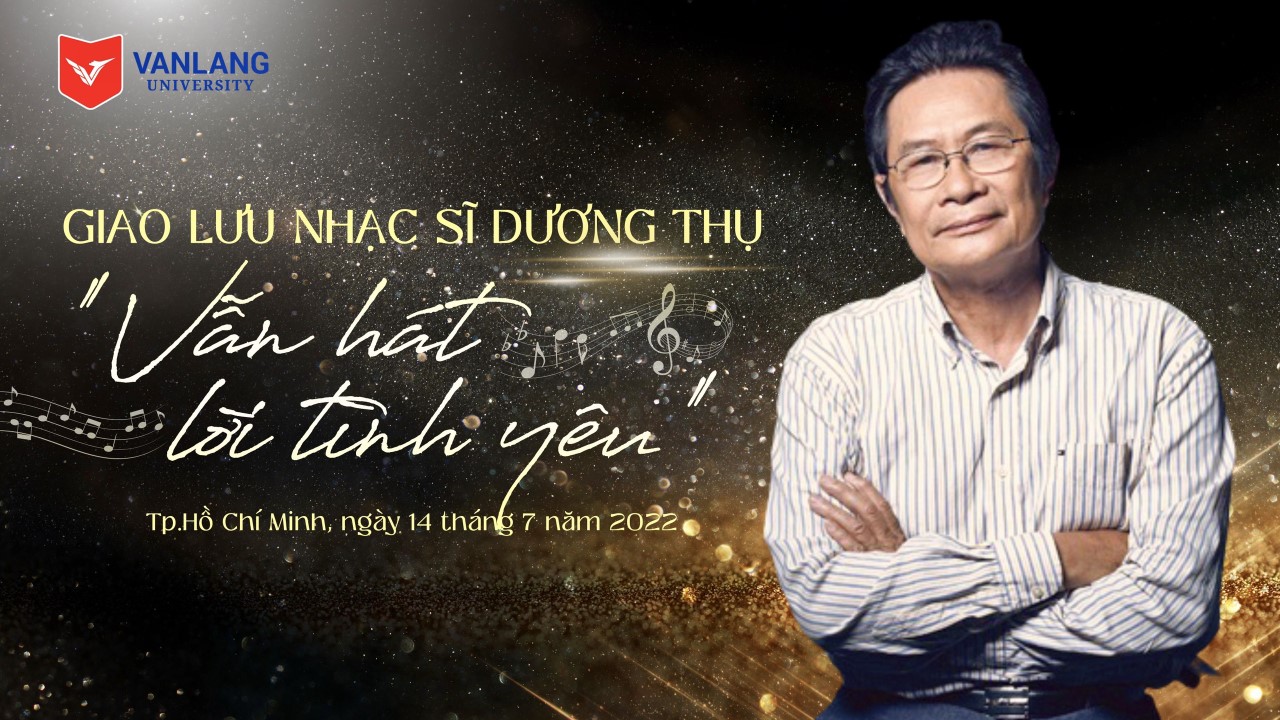 VANLANG
UNIVERSITY
GIAO LƯU NHẠC SĨ DƯƠNG THỤ
"Vẫn hát
lời tình yêu"
Tp.Hồ Chí Minh, ngày 14 tháng 7 năm 2022